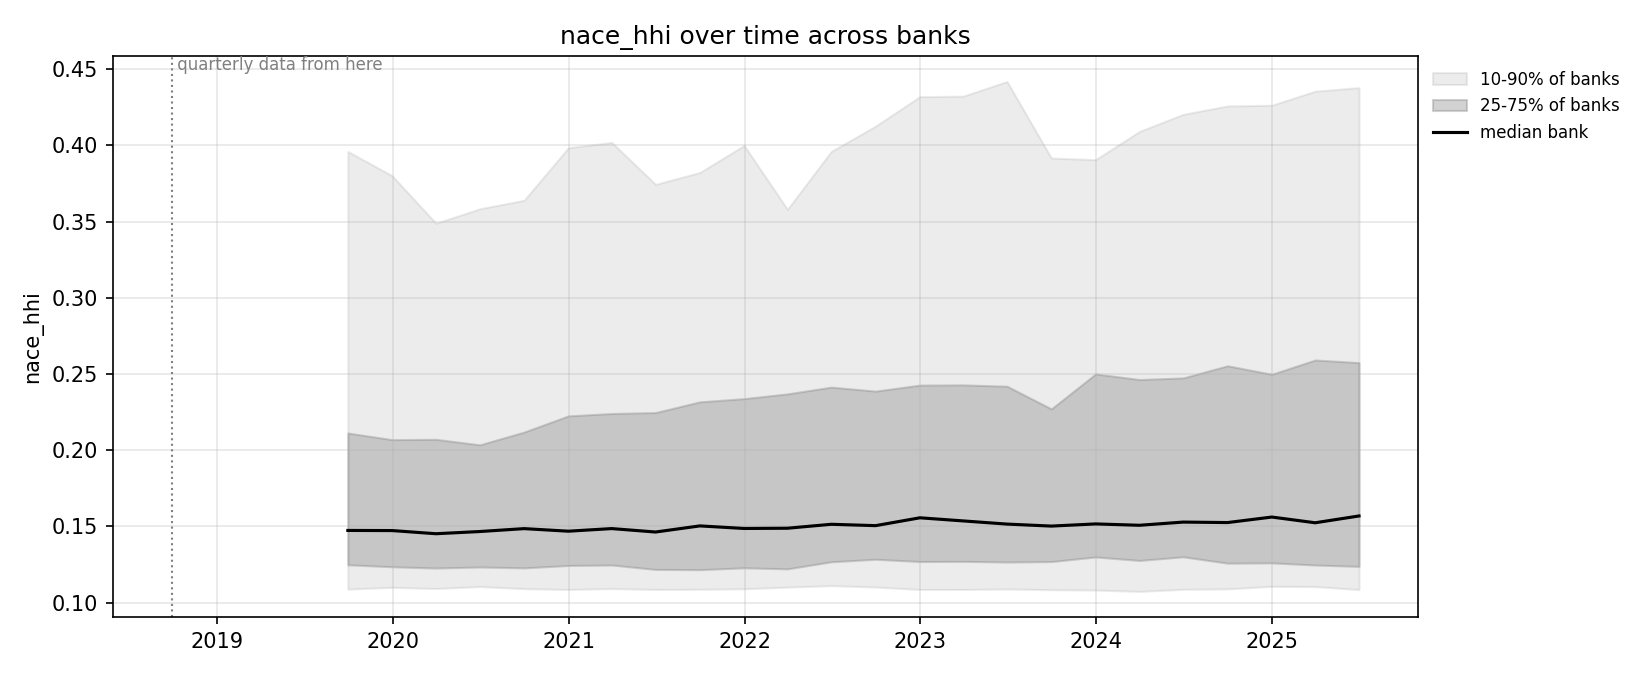 nace_hhi over time across banks
quarterly data from here
10-90% of banks
25-75% of banks
median bank
nace_hhi
0.45
0.40
0.35
0.30
0.25
0.20
0.15
0.10
2019 2020 2021 2022 2023 2024 2025